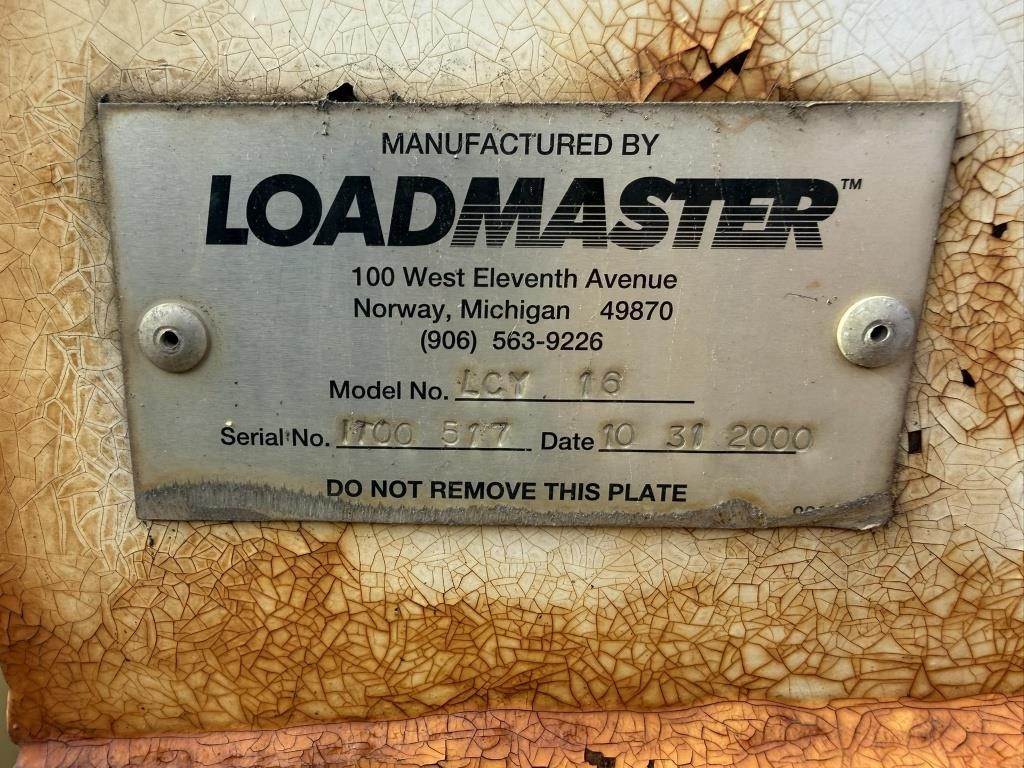 MANUFACTURED BY
LOADMASTER™
100 West Eleventh Avenue
Norway, Michigan 49870
(906) 563-9226
Model No. LCY 16
Serial No. 1700 517 Date 10 31 2000
DO NOT REMOVE THIS PLATE